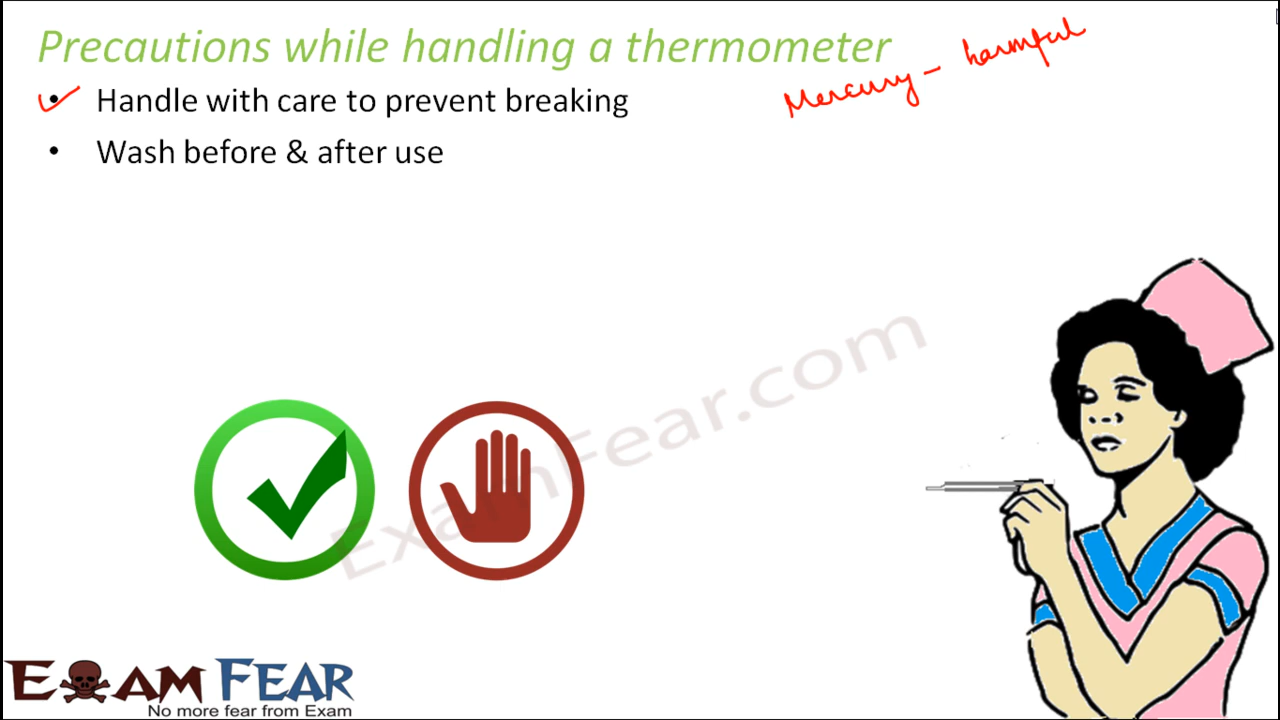 Precautions while handling a thermometer
Mercury - harmful
• Handle with care to prevent breaking
• Wash before & after use
ExamFear.com
EXAM FEAR
No more fear from Exam